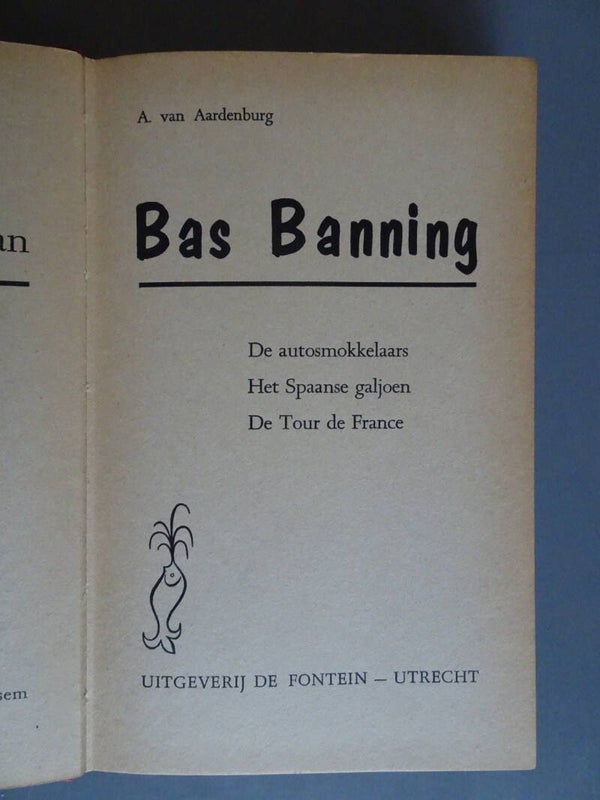 A. van Aardenburg
Bas Banning
De autosmokkelaars
Het Spaanse galjoen
De Tour de France
UITGEVERIJ DE FONTEIN — UTRECHT